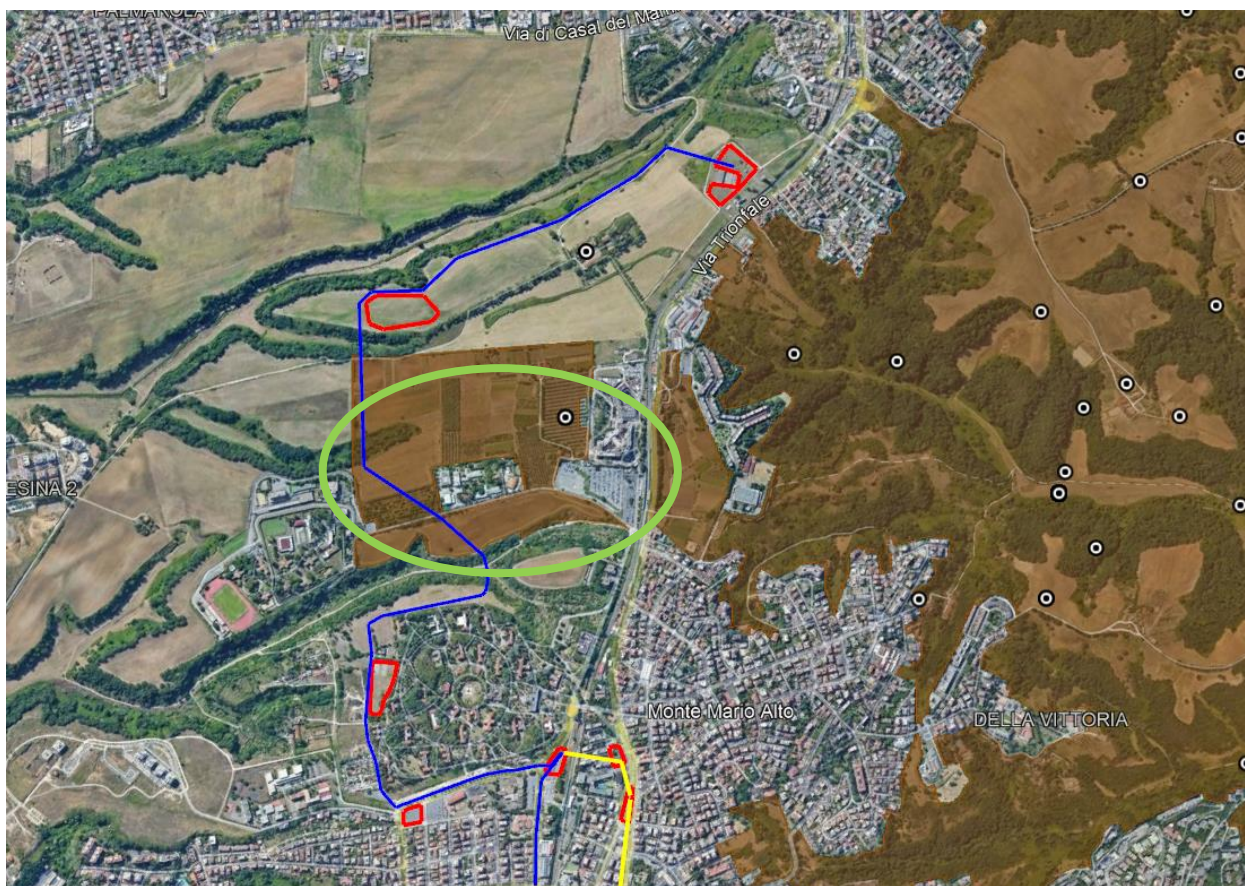 PALMAROLA
Via di Casal del Marmo
Via Trionfale
ESINA 2
Monte Mario Alto
DELLA VITTORIA